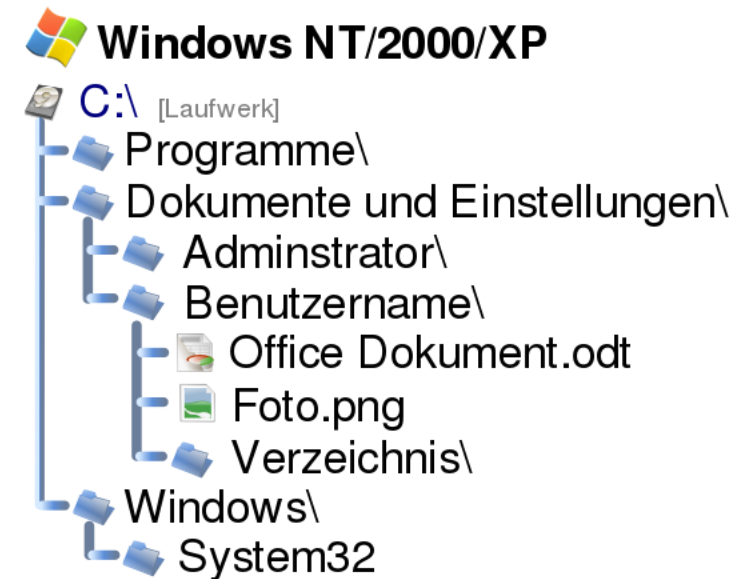 Windows NT/2000/XP
C:\ [Laufwerk]
Programme\
Dokumente und Einstellungen\
Adminstrator\
Benutzername\
Office Dokument.odt
Foto.png
Verzeichnis\
Windows\
System32